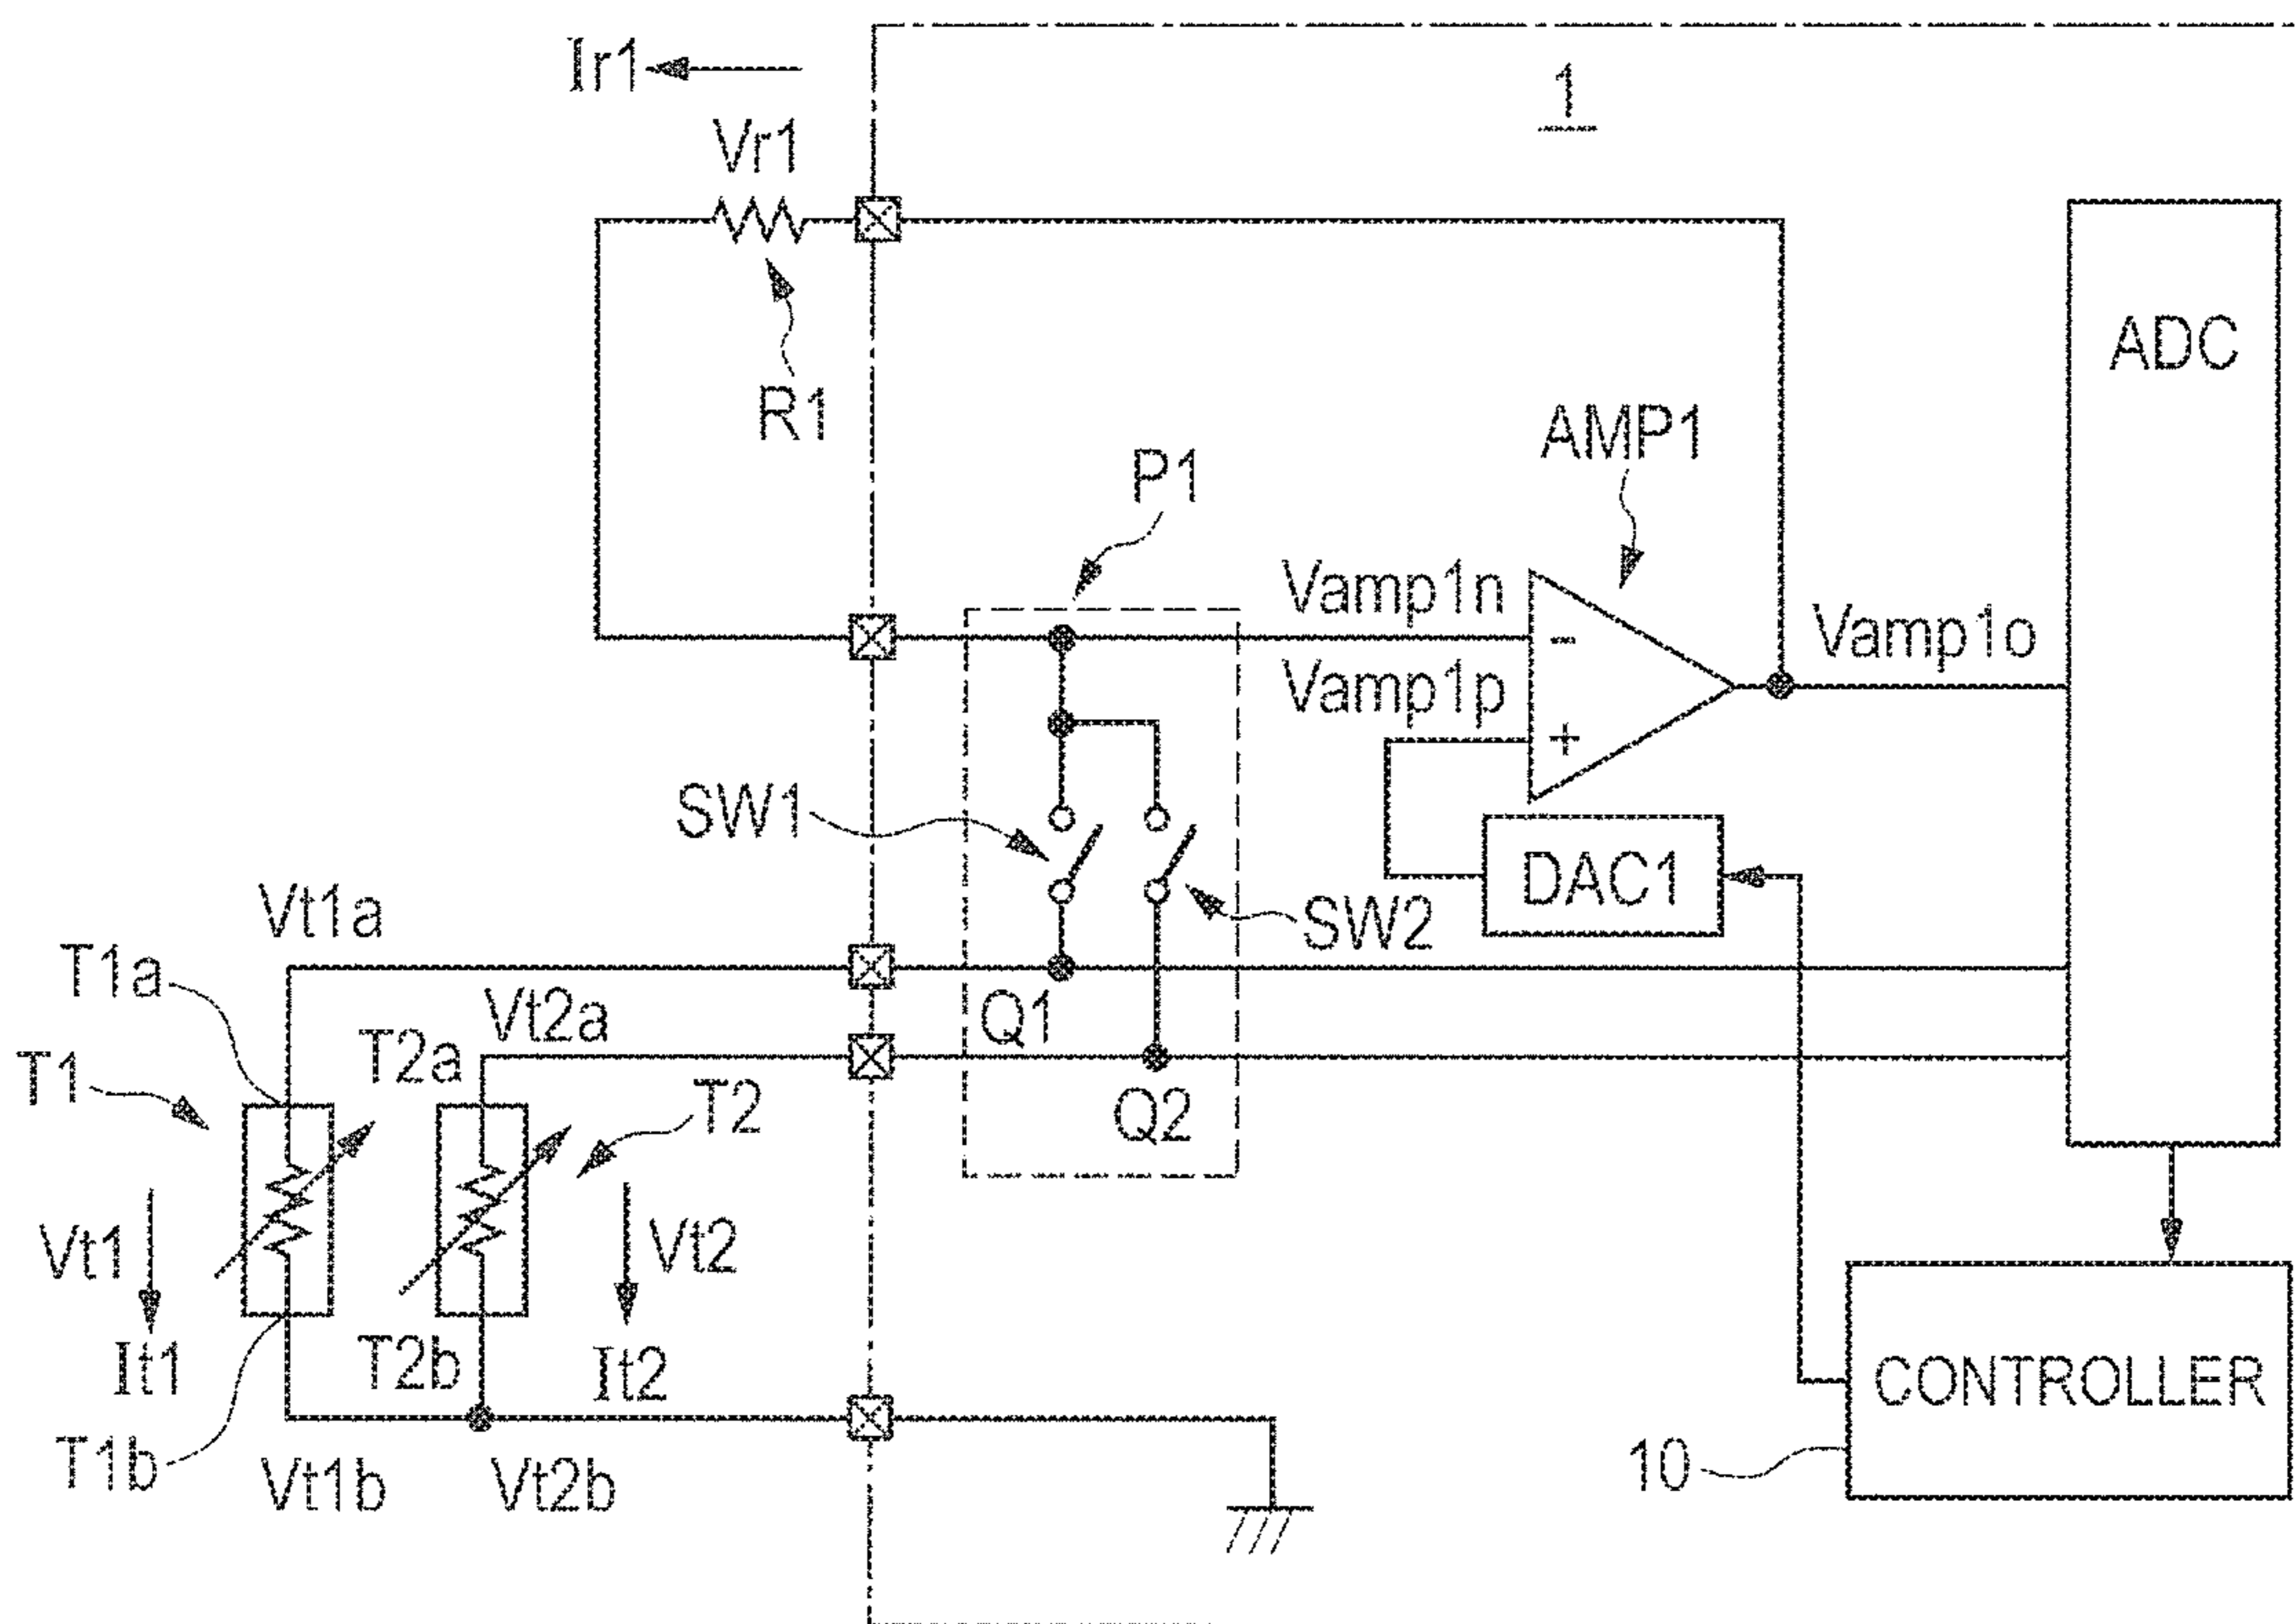 Ir1
1
Vr1
ADC
R1
AMP1
P1
Vamp1n
-
Vamp1o
Vamp1p
+
SW1
DAC1
Vt1a
SW2
T1a
Vt2a
Q1
T2a
T1
T2
Q2
Vt1
Vt2
It1
T2b
It2
CONTROLLER
T1b
Vt1b
Vt2b
10